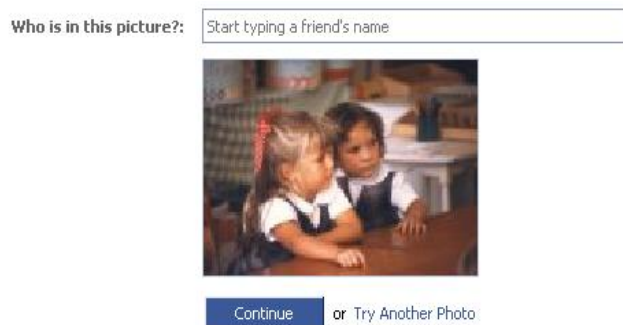 Who is in this picture?: Start typing a friend's name
Continue or Try Another Photo